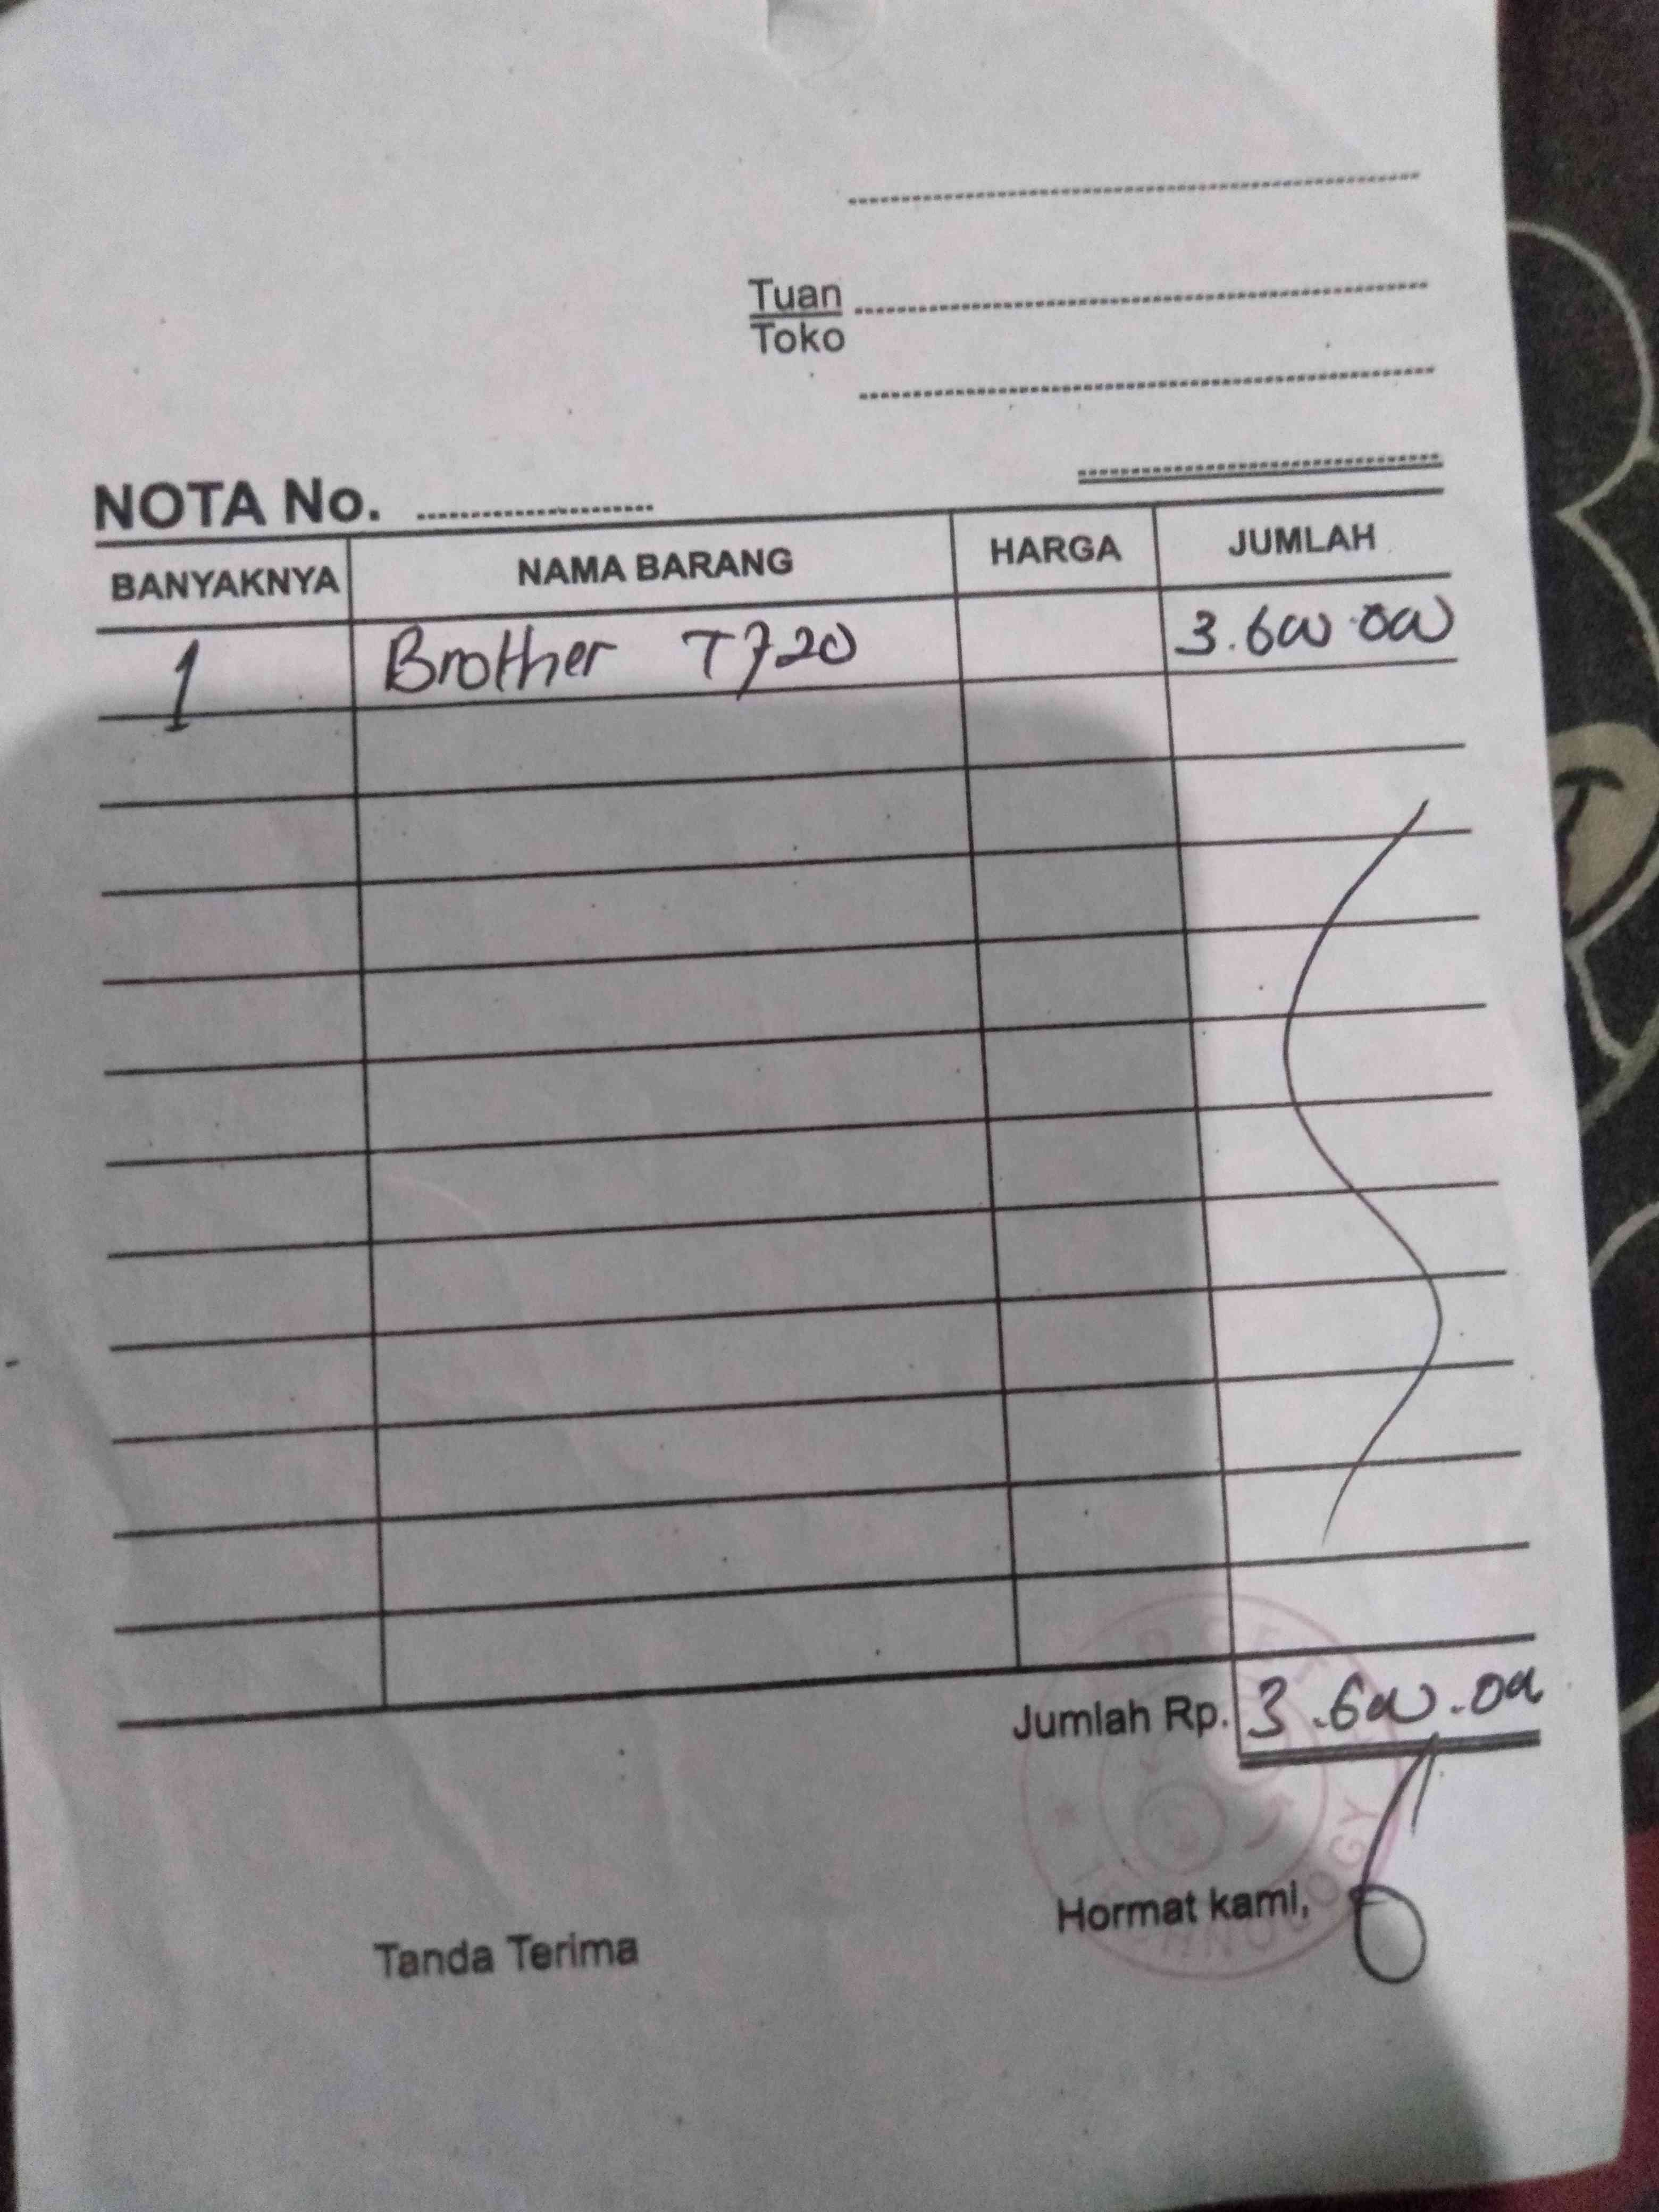 Tuan
Toko
NOTA No.
BANYAKNYA NAMA BARANG HARGA JUMLAH
1 Brother T720 3.600.000
Jumlah Rp. 3.600.000
Hormat kami,
Tanda Terima